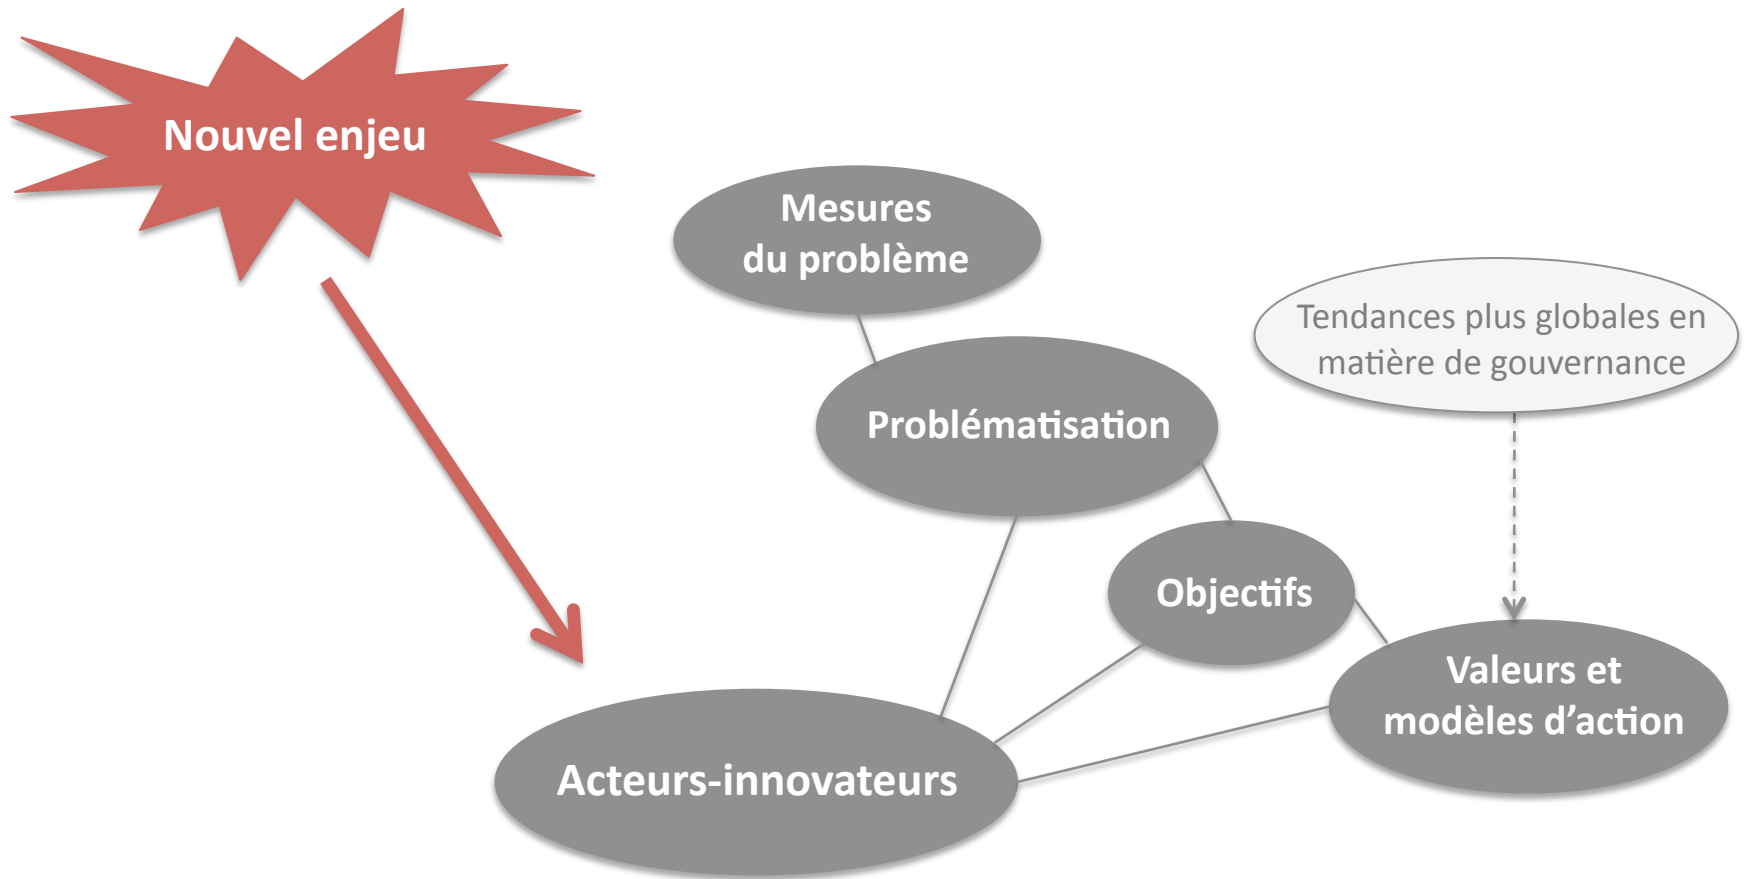 Nouvel enjeu
Mesures
du problème
Tendances plus globales en
matière de gouvernance
Problématisation
Objectifs
Valeurs et
modèles d’action
Acteurs-innovateurs